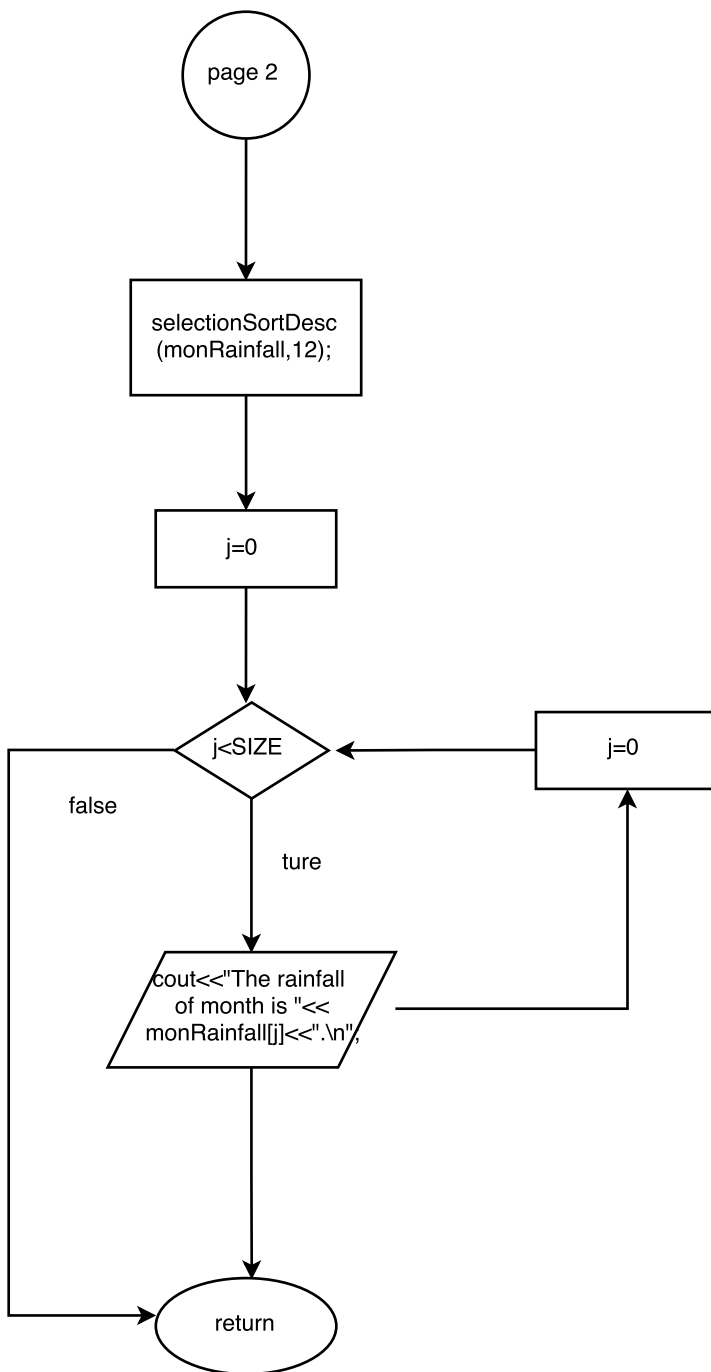 page 2
selectionSortDesc
(monRainfall,12);
j=0
j<SIZE
j=0
false
ture
cout<<"The rainfall
of month is "<<
monRainfall[j]<<".\n";
return